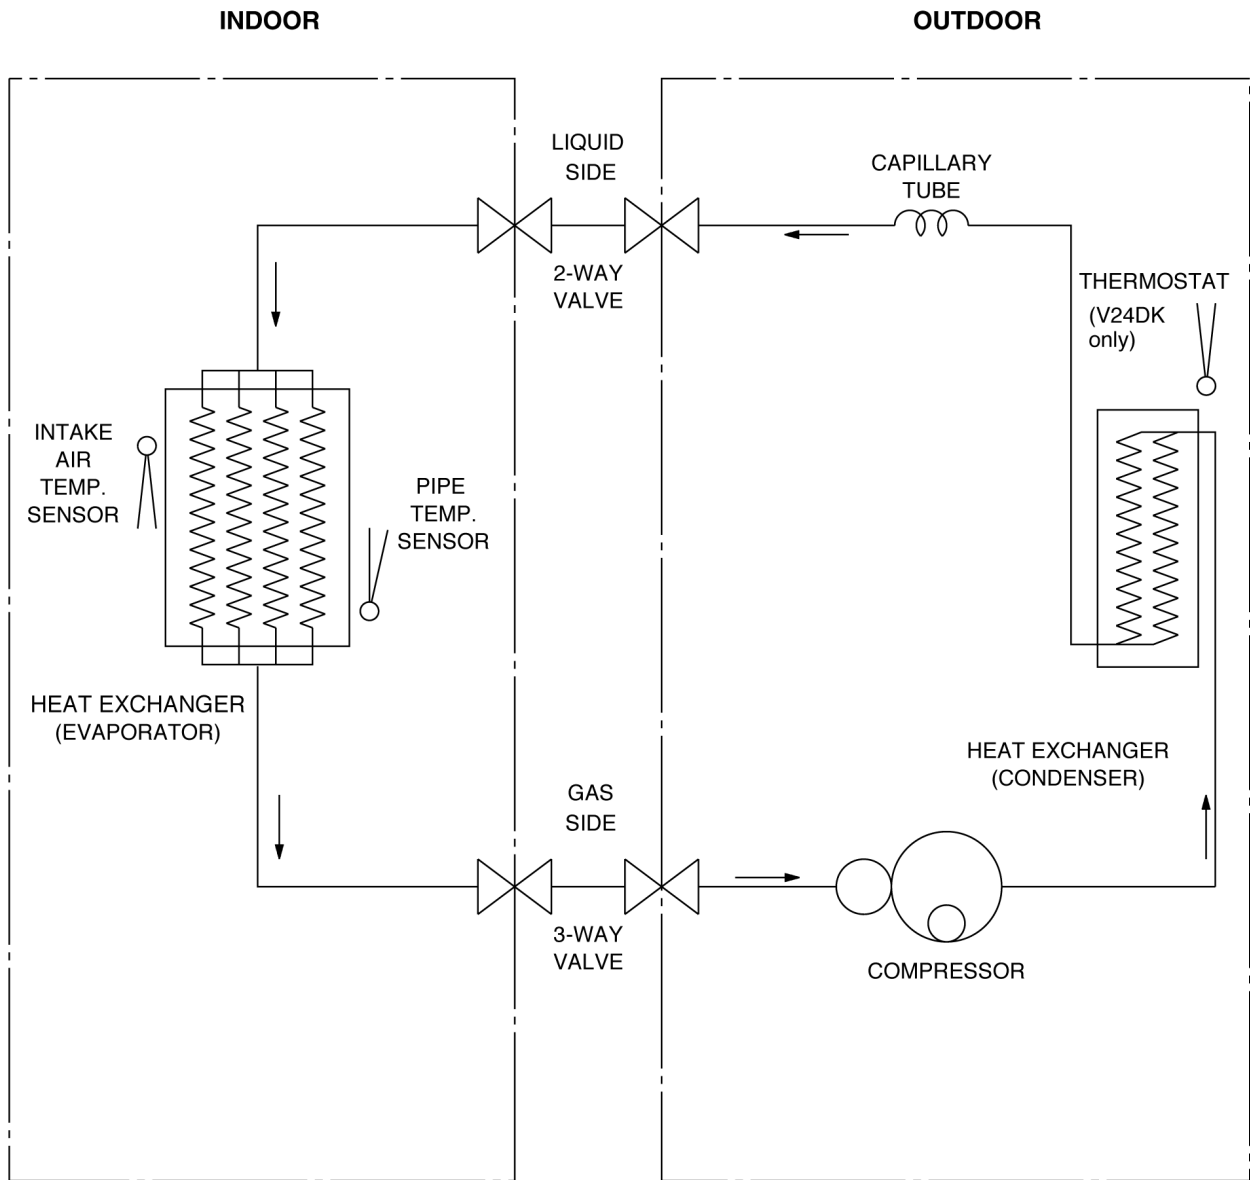 INDOOR
OUTDOOR
LIQUID
SIDE
CAPILLARY
TUBE
2-WAY
VALVE
THERMOSTAT
(V24DK
only)
INTAKE
AIR
TEMP.
SENSOR
PIPE
TEMP.
SENSOR
HEAT EXCHANGER
(EVAPORATOR)
HEAT EXCHANGER
(CONDENSER)
GAS
SIDE
3-WAY
VALVE
COMPRESSOR